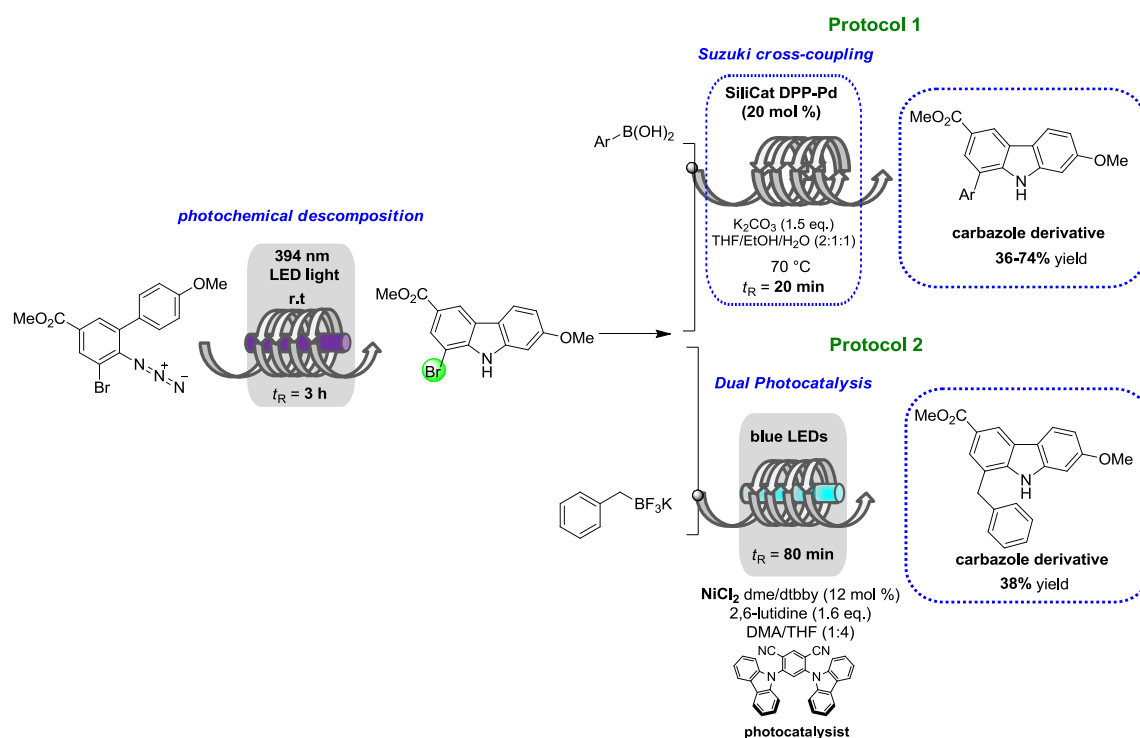 Protocol 1
Suzuki cross-coupling
SiliCat DPP-Pd
(20 mol %)
Ar B(OH)2
K2CO3 (1.5 eq.)
THF/EtOH/H2O (2:1:1)
70 °C
tR = 20 min
MeO2C
OMe
N
H
Ar
carbazole derivative
36-74% yield
photochemical descomposition
394 nm
LED light
r.t
tR = 3 h
MeO2C
OMe
Br
N
N+
N−
MeO2C
OMe
Br
N
H
Protocol 2
Dual Photocatalysis
blue LEDs
BF3K
tR = 80 min
NiCl2 dme/dtbby (12 mol %)
2,6-lutidine (1.6 eq.)
DMA/THF (1:4)
NC
CN
N
N
photocatalysist
MeO2C
OMe
NH
carbazole derivative
38% yield